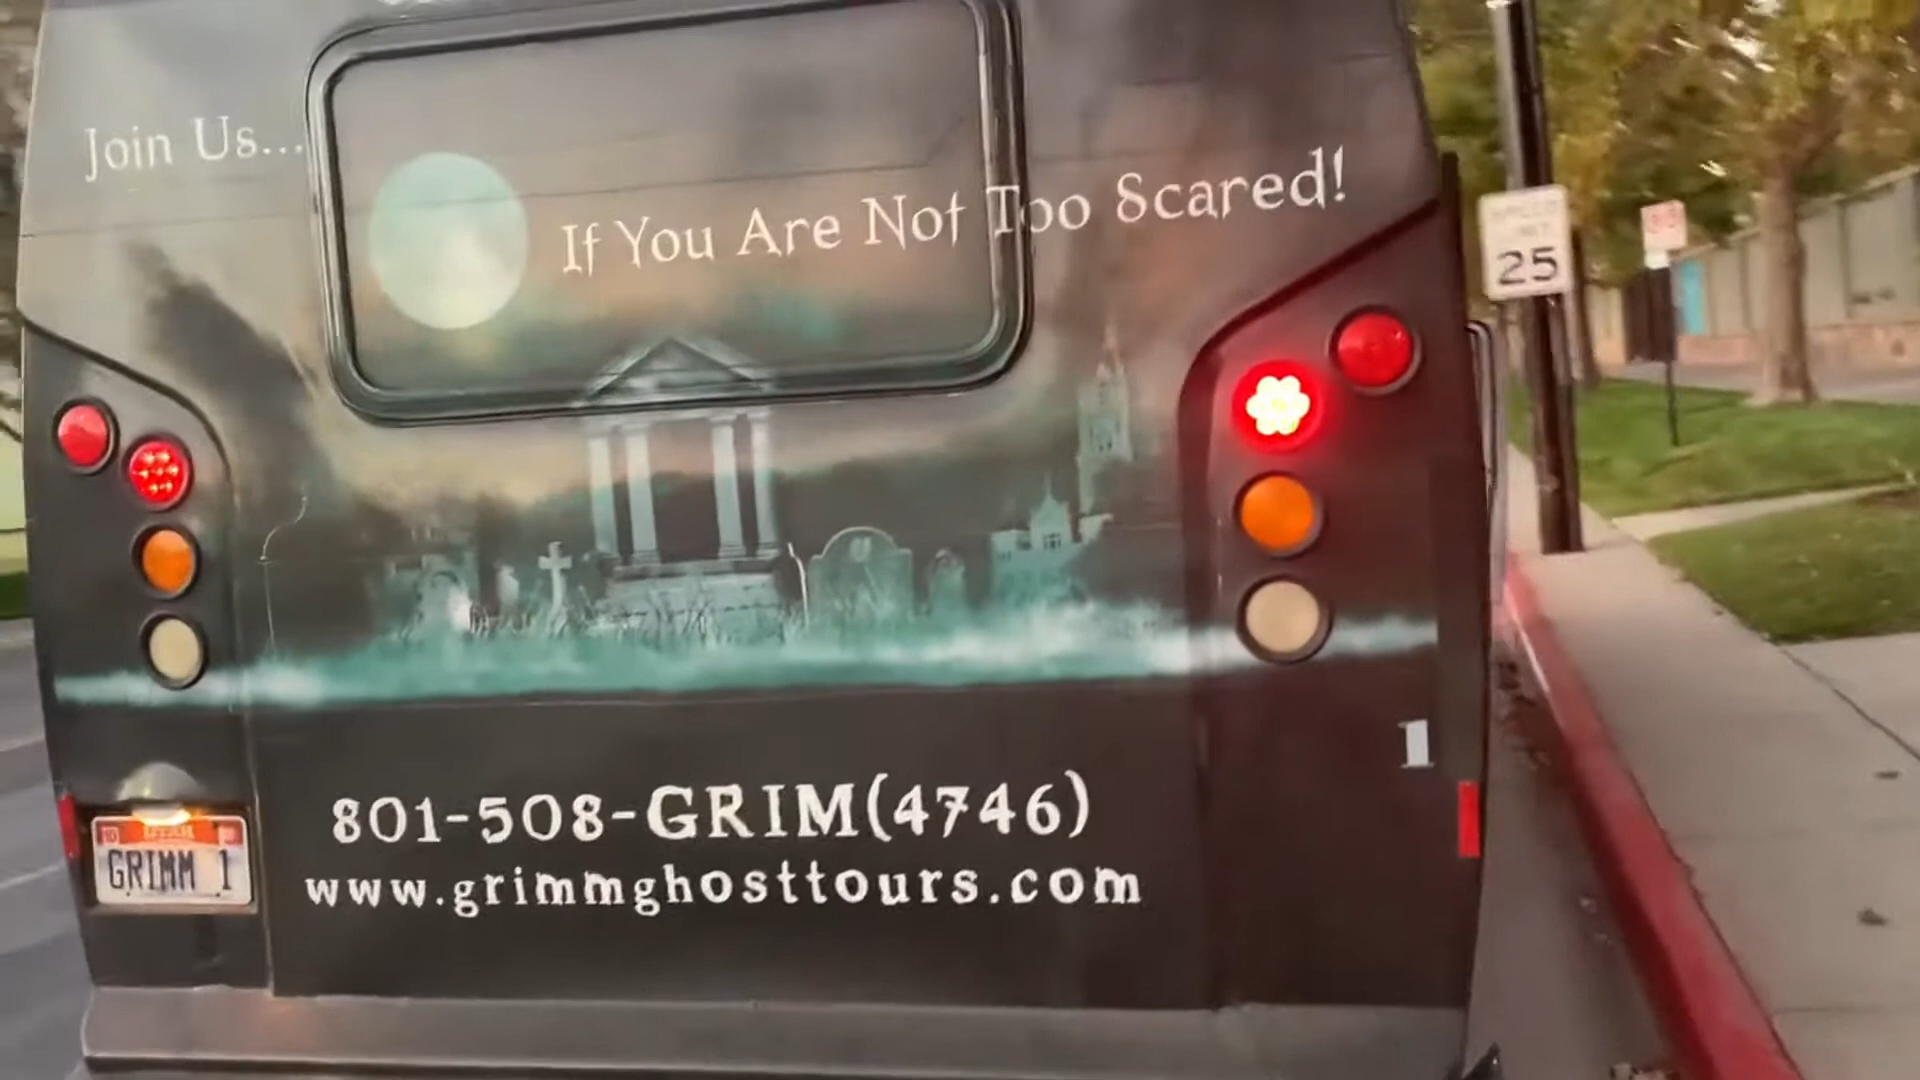 Join Us...
If You Are Not Too Scared!
SPEED
LIMIT
25
1
801-508-GRIM(4746)
www.grimmghosttours.com
UTAH
GRIMM 1